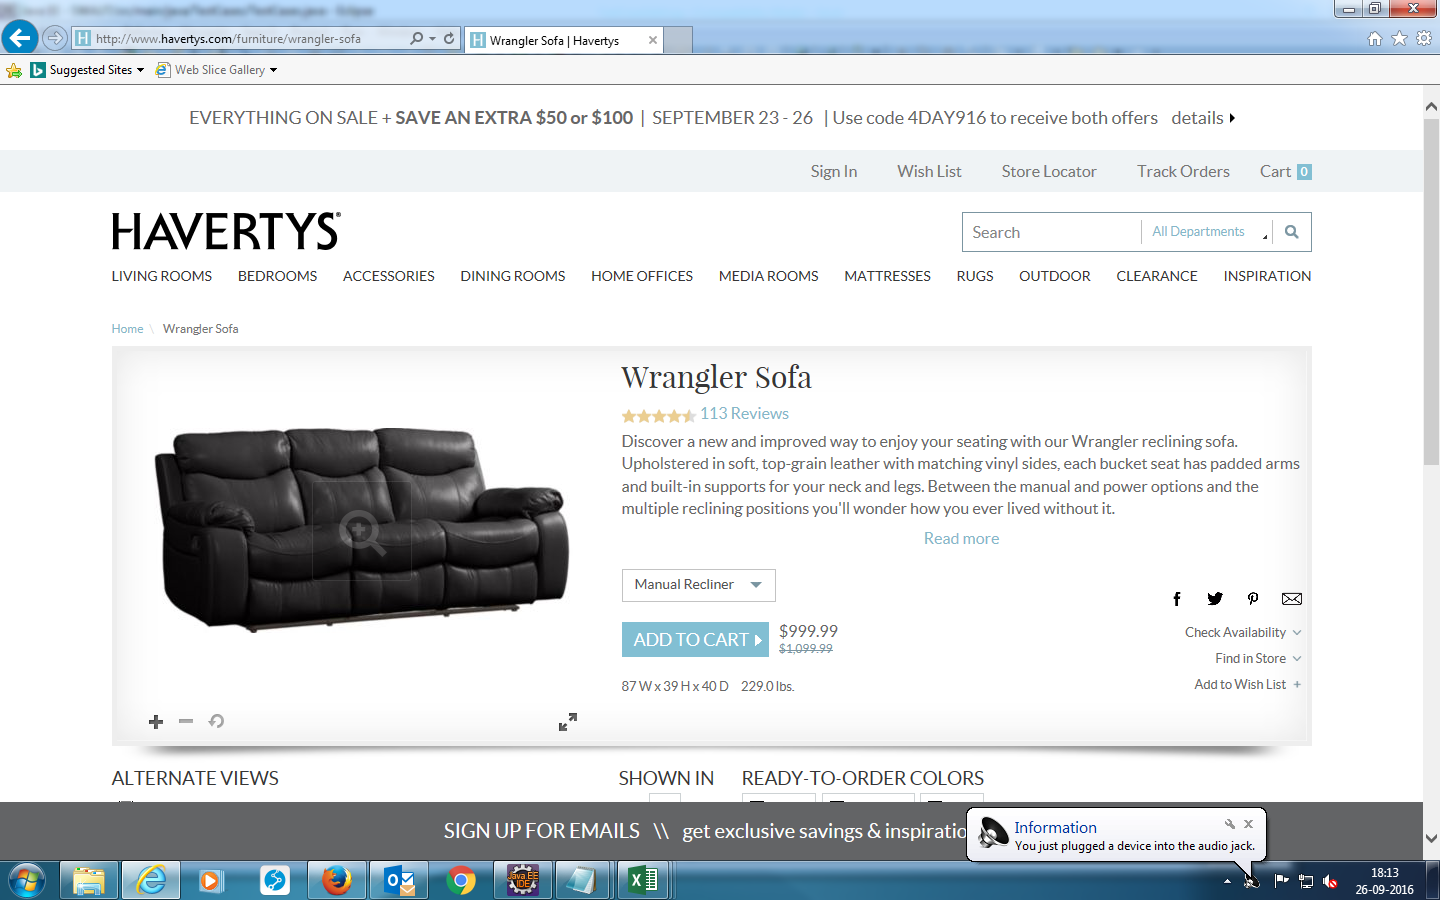 http://www.havertys.com/furniture/wrangler-sofa
Wrangler Sofa | Havertys
Suggested Sites
Web Slice Gallery
EVERYTHING ON SALE + SAVE AN EXTRA $50 or $100 | SEPTEMBER 23 - 26 | Use code 4DAY916 to receive both offers details
Sign In Wish List Store Locator Track Orders Cart 0
HAVERTYS®
Search All Departments
LIVING ROOMS BEDROOMS ACCESSORIES DINING ROOMS HOME OFFICES MEDIA ROOMS MATTRESSES RUGS OUTDOOR CLEARANCE INSPIRATION
Home \ Wrangler Sofa
Wrangler Sofa
113 Reviews
Discover a new and improved way to enjoy your seating with our Wrangler reclining sofa.
Upholstered in soft, top-grain leather with matching vinyl sides, each bucket seat has padded arms
and built-in supports for your neck and legs. Between the manual and power options and the
multiple reclining positions you'll wonder how you ever lived without it.
Read more
Manual Recliner
ADD TO CART
$999.99
$1,099.99
87 W x 39 H x 40 D 229.0 lbs.
Check Availability
Find in Store
Add to Wish List +
ALTERNATE VIEWS
SHOWN IN
READY-TO-ORDER COLORS
SIGN UP FOR EMAILS \\ get exclusive savings & inspiratio
Information
You just plugged a device into the audio jack.
Java EE
IDE
18:13
26-09-2016